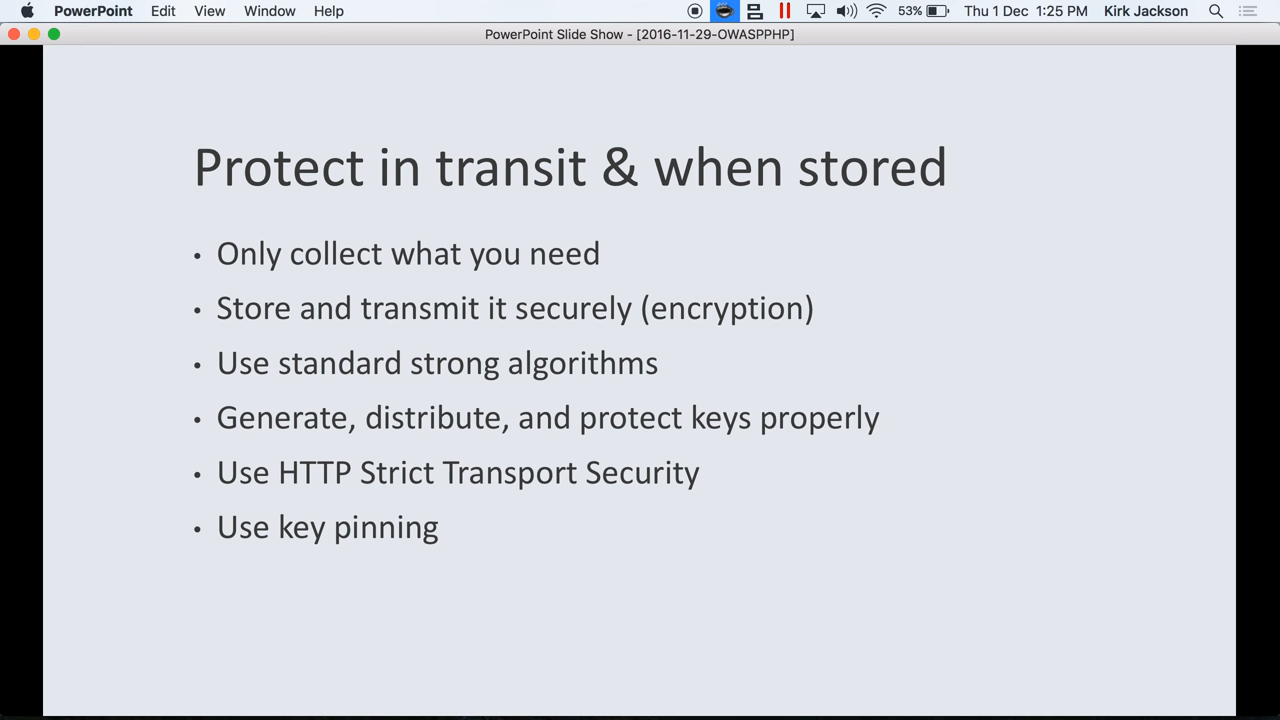 PowerPoint Edit View Window Help 53% Thu 1 Dec 1:25 PM Kirk Jackson
PowerPoint Slide Show - [2016-11-29-OWASPPHP]
Protect in transit & when stored
• Only collect what you need
• Store and transmit it securely (encryption)
• Use standard strong algorithms
• Generate, distribute, and protect keys properly
• Use HTTP Strict Transport Security
• Use key pinning